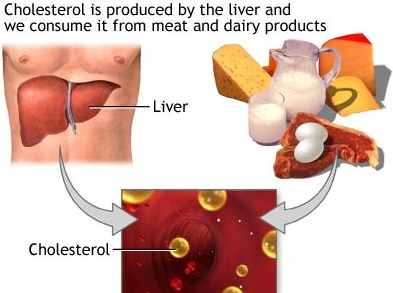 Cholesterol is produced by the liver and
we consume it from meat and dairy products
Liver
Cholesterol